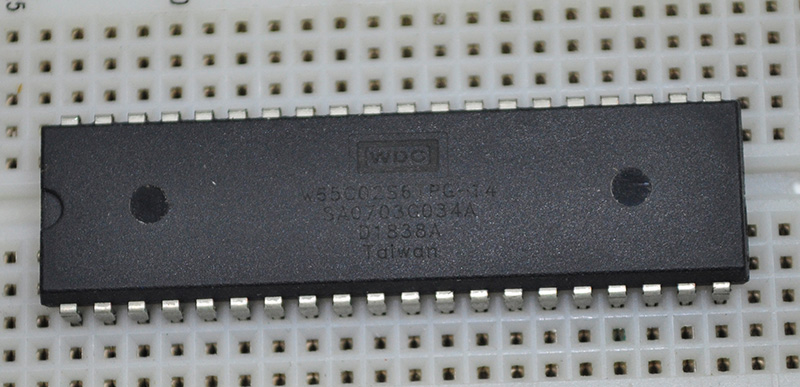 WDC
W65C02S6TPG-14
SA0703C034A
D1838A
Taiwan